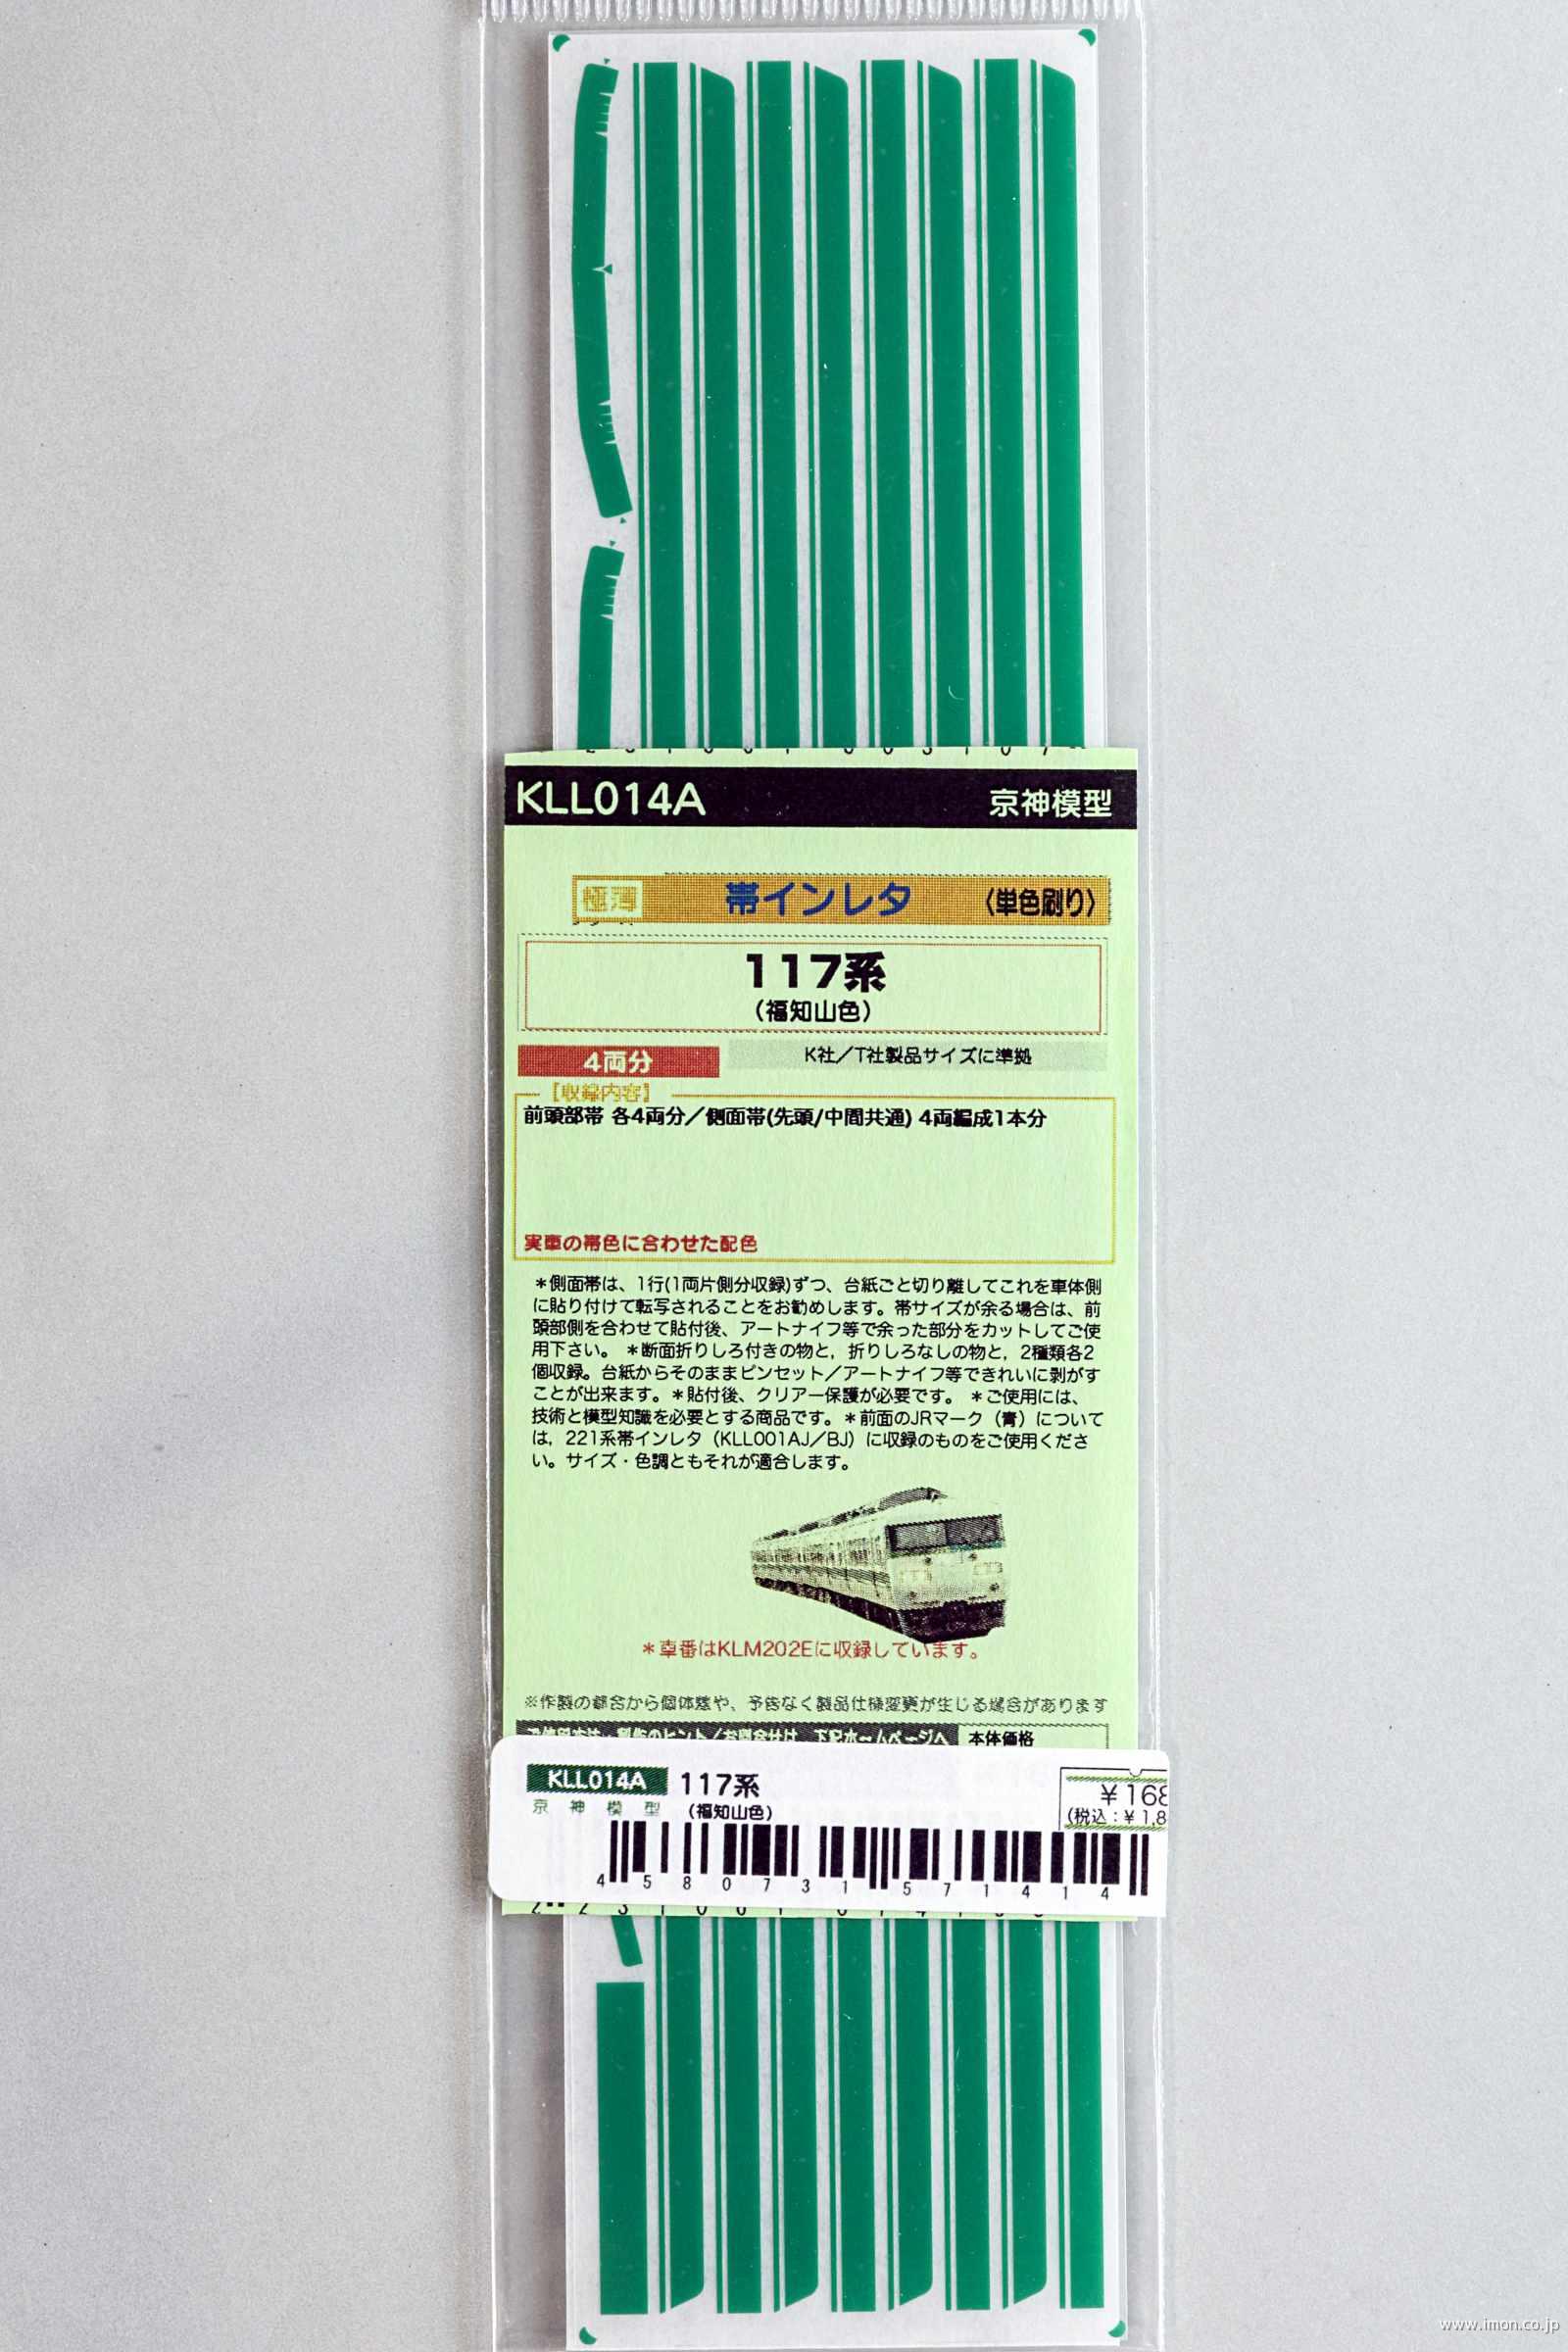 KLL014A 京神模型
極薄 帯インレタ 〈単色刷り〉
117系
(福知山色)
4両分 K社/T社製品サイズに準拠
【収録内容】
前頭部帯 各4両分/側面帯(先頭/中間共通) 4両編成1本分
実車の帯色に合わせた配色
*側面帯は、1行(1両片側分収録)ずつ、台紙ごと切り離してこれを車体側
に貼り付けて転写されることをお勧めします。帯サイズが余る場合は、前
頭部側を合わせて貼付後、アートナイフ等で余った部分をカットしてご使
用下さい。 *断面折りしろ付きの物と，折りしろなしの物と，2種類各2
個収録。台紙からそのままピンセット/アートナイフ等できれいに剥がす
ことが出来ます。*貼付後、クリアー保護が必要です。 *ご使用には、
技術と模型知識を必要とする商品です。*前面のJRマーク（青）について
は，221系帯インレタ（KLL001AJ/BJ）に収録のものをご使用くださ
い。サイズ・色調ともそれが適合します。
*車番はKLM202Eに収録しています。
※作製の都合から個体差や、予告なく製品仕様変更が生じる場合があります
本体価格
KLL014A 117系 ¥168
京神模型 (福知山色) (税込:¥1,8
4580731571414
www.imon.co.jp